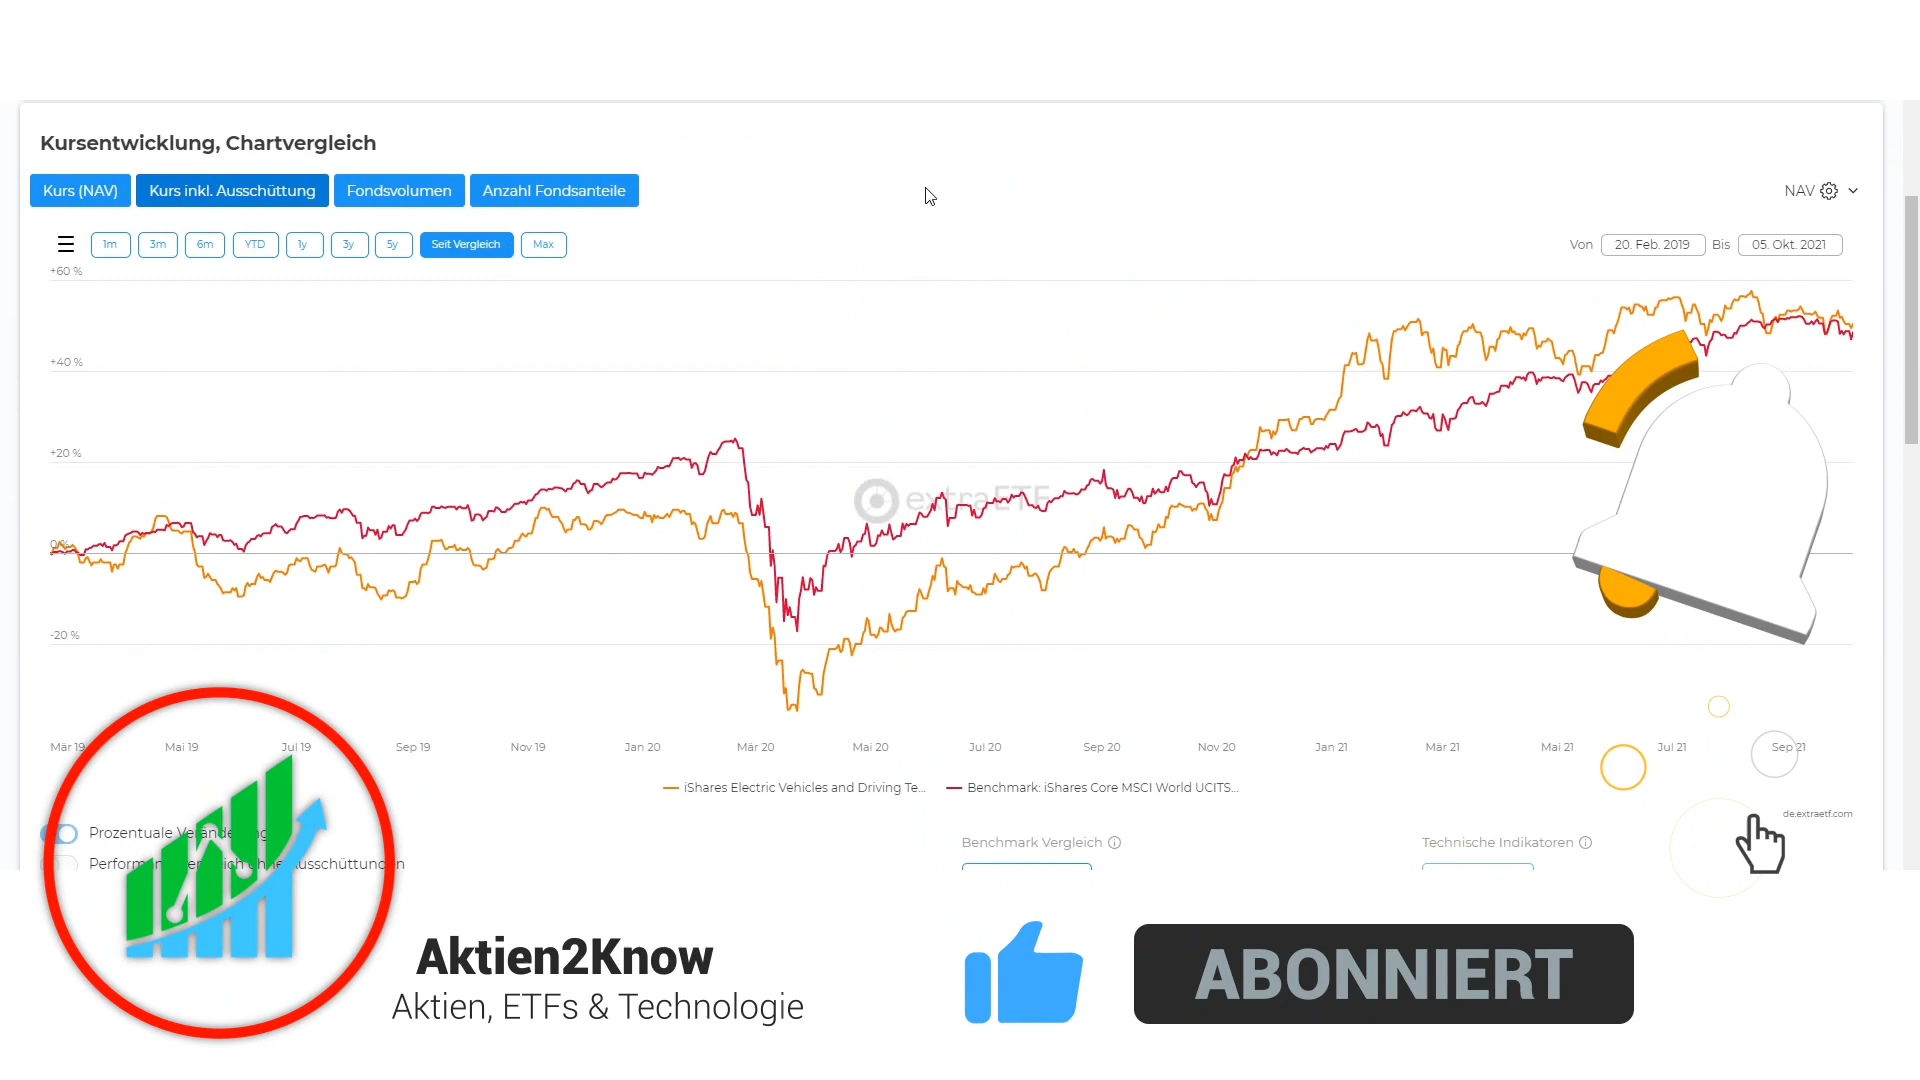 Kursentwicklung, Chartvergleich
Kurs (NAV) Kurs inkl. Ausschüttung Fondsvolumen Anzahl Fondsanteile NAV
1m 3m 6m YTD 1y 3y 5y Seit Vergleich Max Von 20. Feb. 2019 Bis 05. Okt. 2021
+60 %
+40 %
+20 %
0 %
-20 %
extraETF
Mär 19 Mai 19 Jul 19 Sep 19 Nov 19 Jan 20 Mär 20 Mai 20 Jul 20 Sep 20 Nov 20 Jan 21 Mär 21 Mai 21 Jul 21 Sep 21
iShares Electric Vehicles and Driving Te... Benchmark: iShares Core MSCI World UCITS...
de.extraetf.com
Prozentuale Veränderung
Benchmark Vergleich Technische Indikatoren
ohne Ausschüttungen
Aktien2Know
Aktien, ETFs & Technologie
ABONNIERT